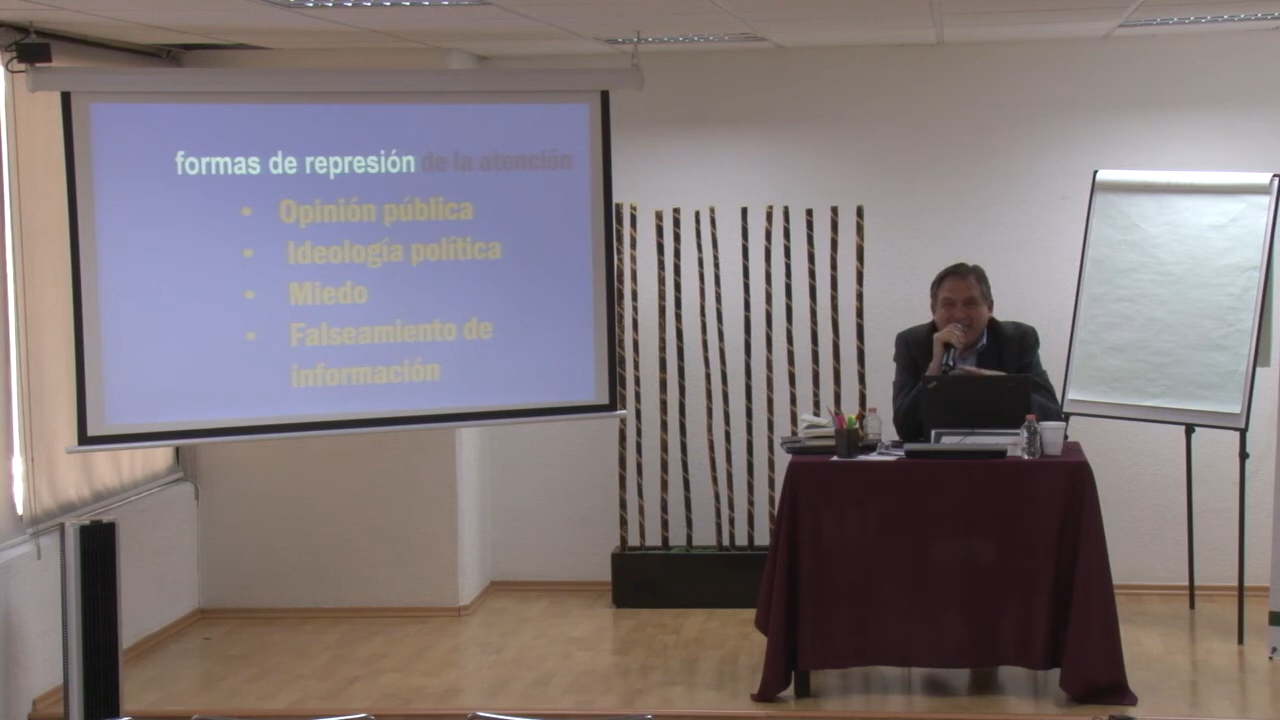 formas de represión de la atención
• Opinión pública
• Ideología política
• Miedo
• Falseamiento de
información